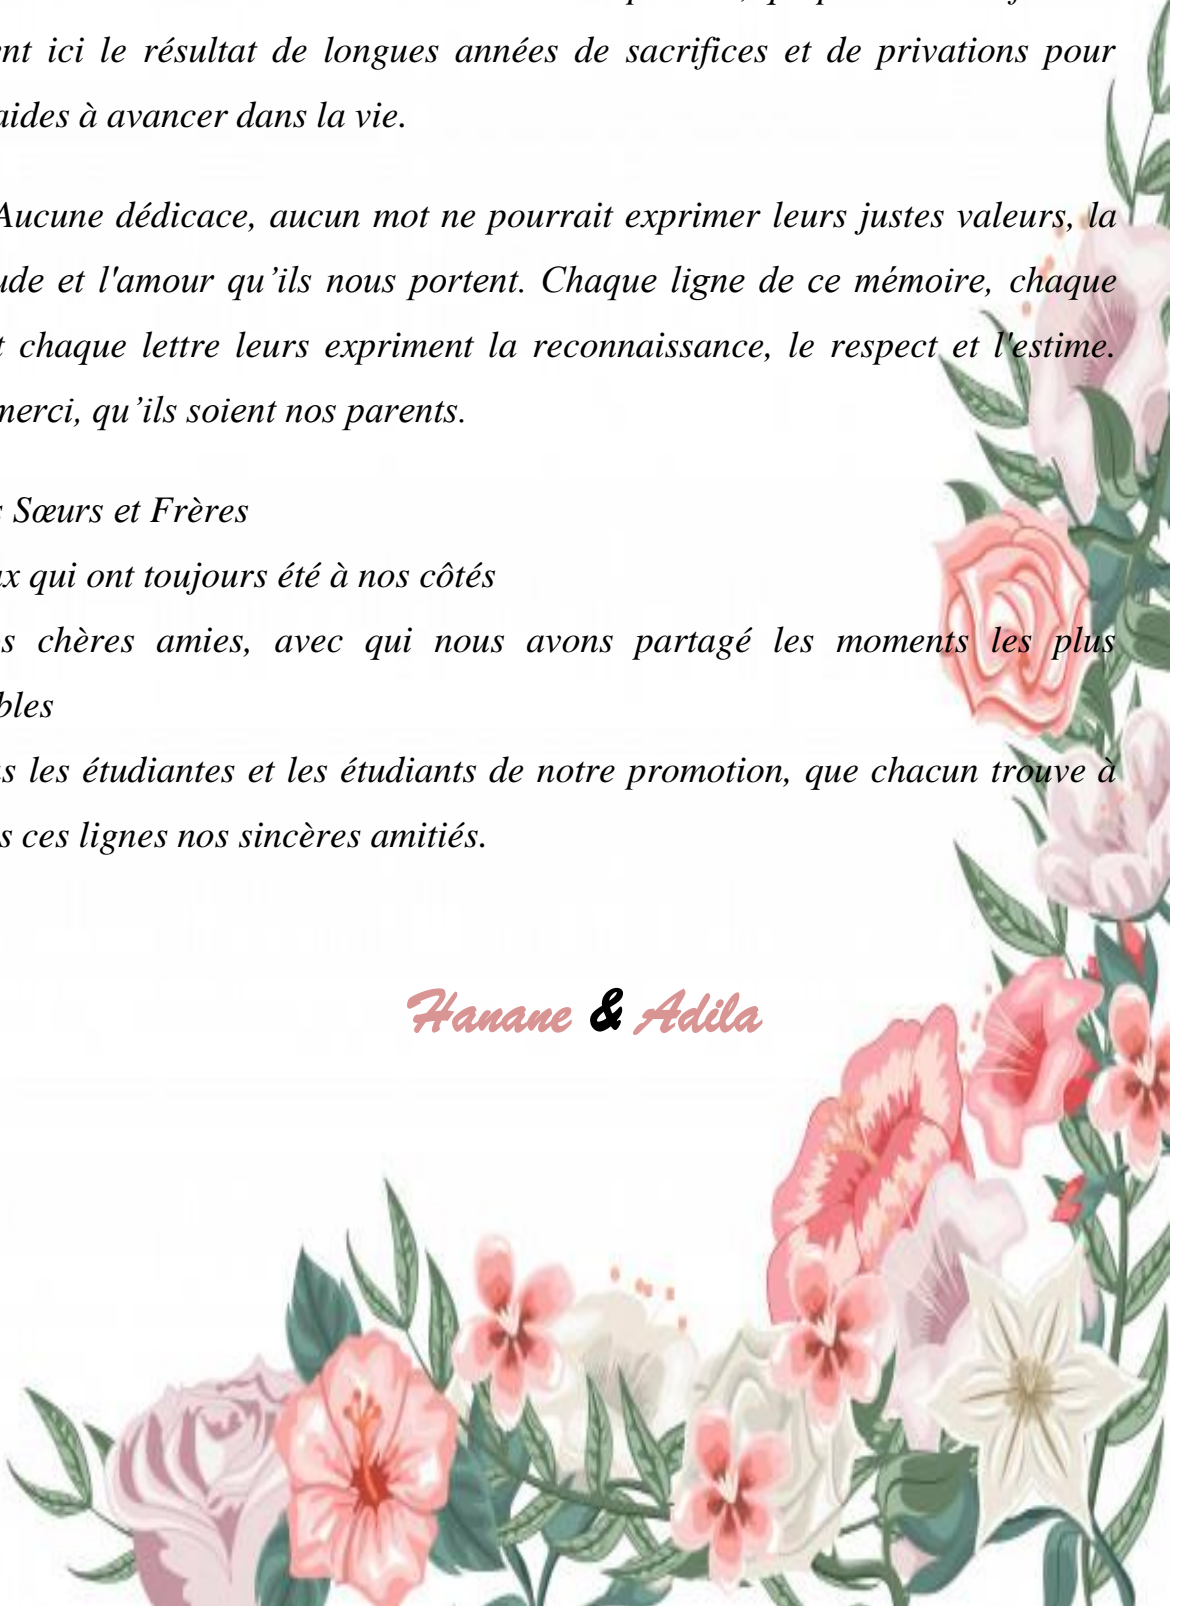 ent ici le résultat de longues années de sacrifices et de privations pour
aides à avancer dans la vie.
Aucune dédicace, aucun mot ne pourrait exprimer leurs justes valeurs, la
ude et l'amour qu’ils nous portent. Chaque ligne de ce mémoire, chaque
t chaque lettre leurs expriment la reconnaissance, le respect et l'estime.
merci, qu’ils soient nos parents.
s Sœurs et Frères
ux qui ont toujours été à nos côtés
os chères amies, avec qui nous avons partagé les moments les plus
bles
us les étudiantes et les étudiants de notre promotion, que chacun trouve à
s ces lignes nos sincères amitiés.
Hanane & Adila